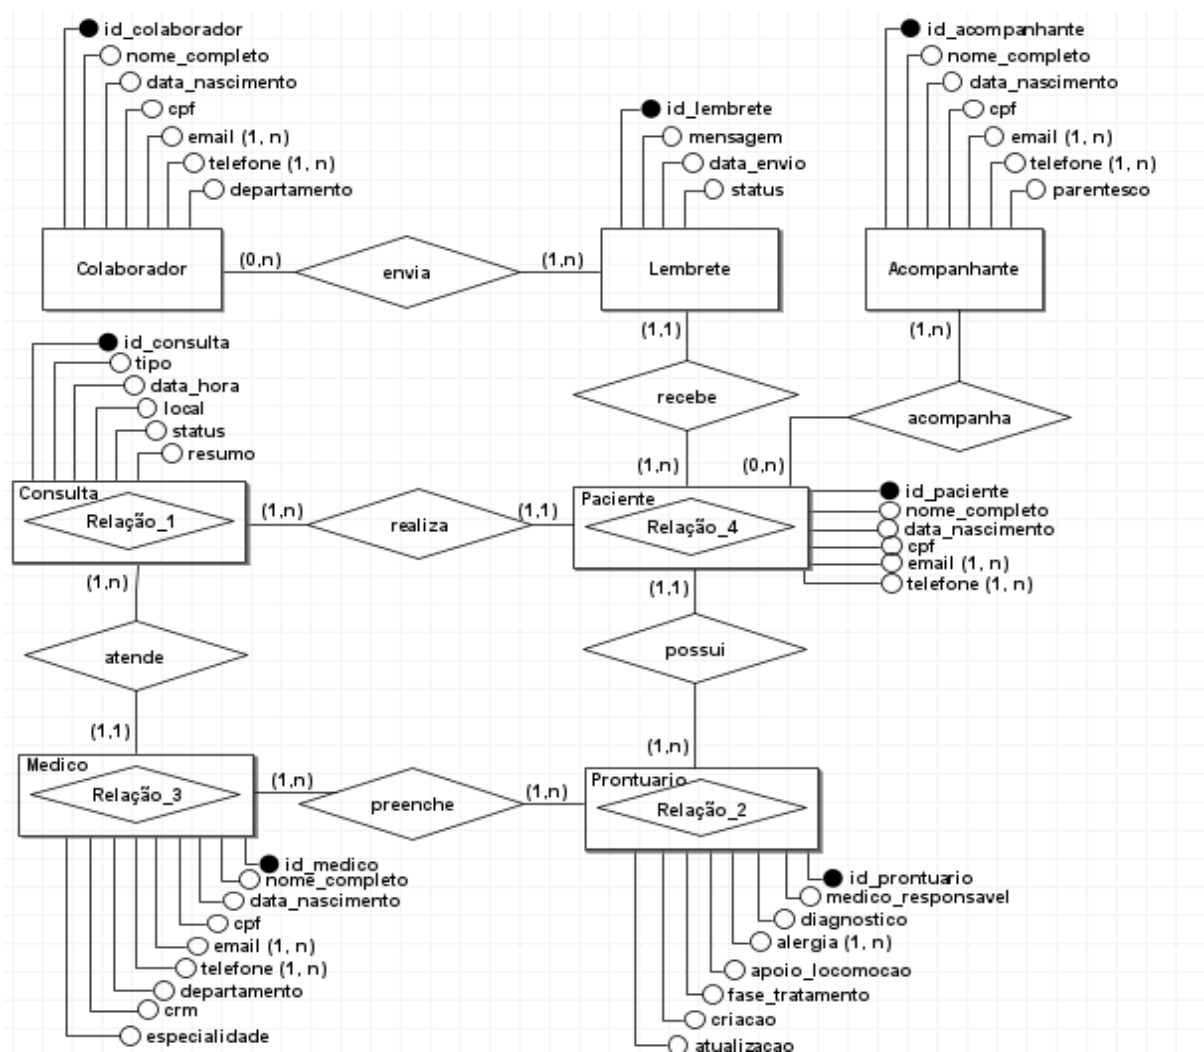 id_colaborador
nome_completo
data_nascimento
cpf
email (1, n)
telefone (1, n)
departamento
Colaborador
(0,n)
envia
(1,n)
id_lembrete
mensagem
data_envio
status
Lembrete
id_acompanhante
nome_completo
data_nascimento
cpf
email (1, n)
telefone (1, n)
parentesco
Acompanhante
(1,1)
recebe
(1,n)
(1,n)
acompanha
(0,n)
id_consulta
tipo
data_hora
local
status
resumo
Consulta
Relação_1
(1,n)
realiza
(1,1)
Paciente
Relação_4
id_paciente
nome_completo
data_nascimento
cpf
email (1, n)
telefone (1, n)
(1,n)
atende
(1,1)
(1,1)
possui
(1,n)
Medico
Relação_3
(1,n)
preenche
(1,n)
Prontuario
Relação_2
id_medico
nome_completo
data_nascimento
cpf
email (1, n)
telefone (1, n)
departamento
crm
especialidade
id_prontuario
medico_responsavel
diagnostico
alergia (1, n)
apoio_locomocao
fase_tratamento
criacao
atualizacao